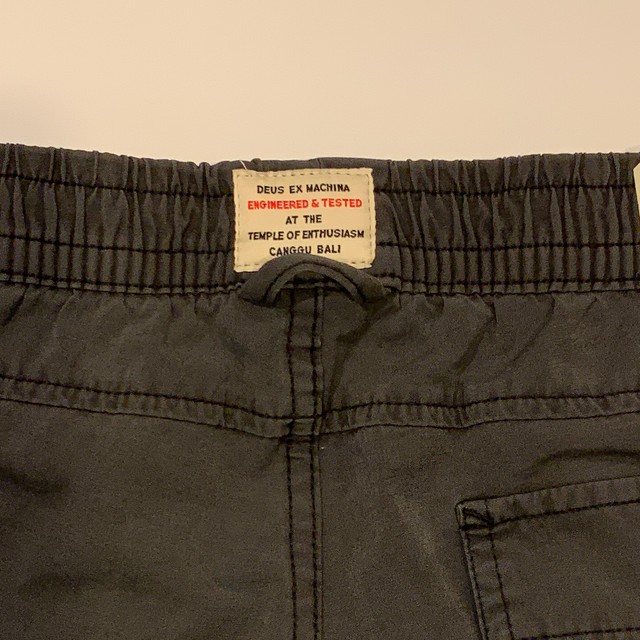 DEUS EX MACHINA
ENGINEERED & TESTED
AT THE
TEMPLE OF ENTHUSIASM
CANGGU BALI